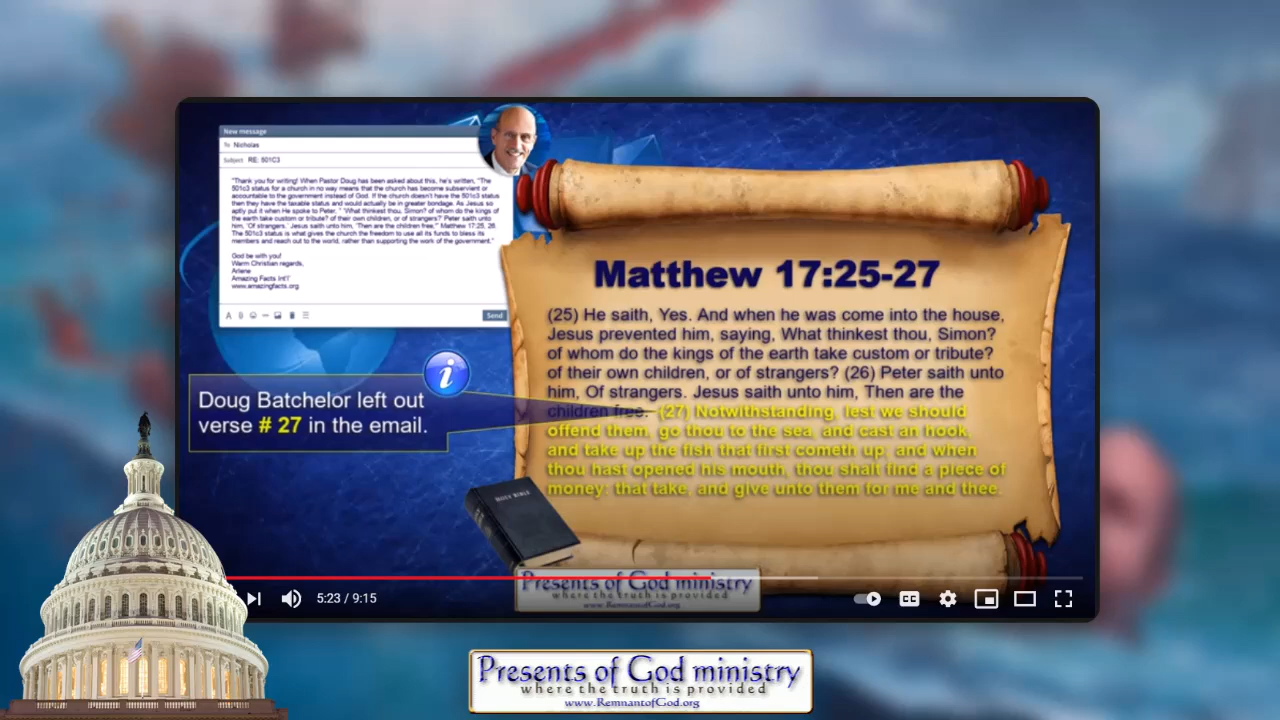 New message
To Nicholas
Subject RE: 501C3
"Thank you for writing! When Pastor Doug has been asked about this, he's written, "The
501c3 status for a church in no way means that the church has become subservient or
accountable to the government instead of God. If the church doesn't have the 501c3 status
then they have the taxable status and would actually be in greater bondage. As Jesus so
aptly put it when He spoke to Peter, " 'What thinkest thou, Simon? of whom do the kings of
the earth take custom or tribute? of their own children, or of strangers? Peter saith unto
him, 'Of strangers.' Jesus saith unto him, 'Then are the children free,'" Matthew 17:25, 26.
The 501c3 status is what gives the church the freedom to use all its funds to bless its
members and reach out to the world, rather than supporting the work of the government."
God be with you!
Warm Christian regards,
Arlene
Amazing Facts Int'l'
www.amazingfacts.org
Send
Matthew 17:25-27
(25) He saith, Yes. And when he was come into the house,
Jesus prevented him, saying, What thinkest thou, Simon?
of whom do the kings of the earth take custom or tribute?
of their own children, or of strangers? (26) Peter saith unto
him, Of strangers. Jesus saith unto him, Then are the
children free. (27) Notwithstanding, lest we should
offend them, go thou to the sea, and cast an hook,
and take up the fish that first cometh up, and when
thou hast opened his mouth, thou shalt find a piece of
money: that take, and give unto them for me and thee.
i
Doug Batchelor left out
verse # 27 in the email.
HOLY BIBLE
Presents of God ministry
where the truth is provided
www.RemnantofGod.org
5:23 / 9:15
CC
Presents of God ministry
where the truth is provided
www.RemnantofGod.org